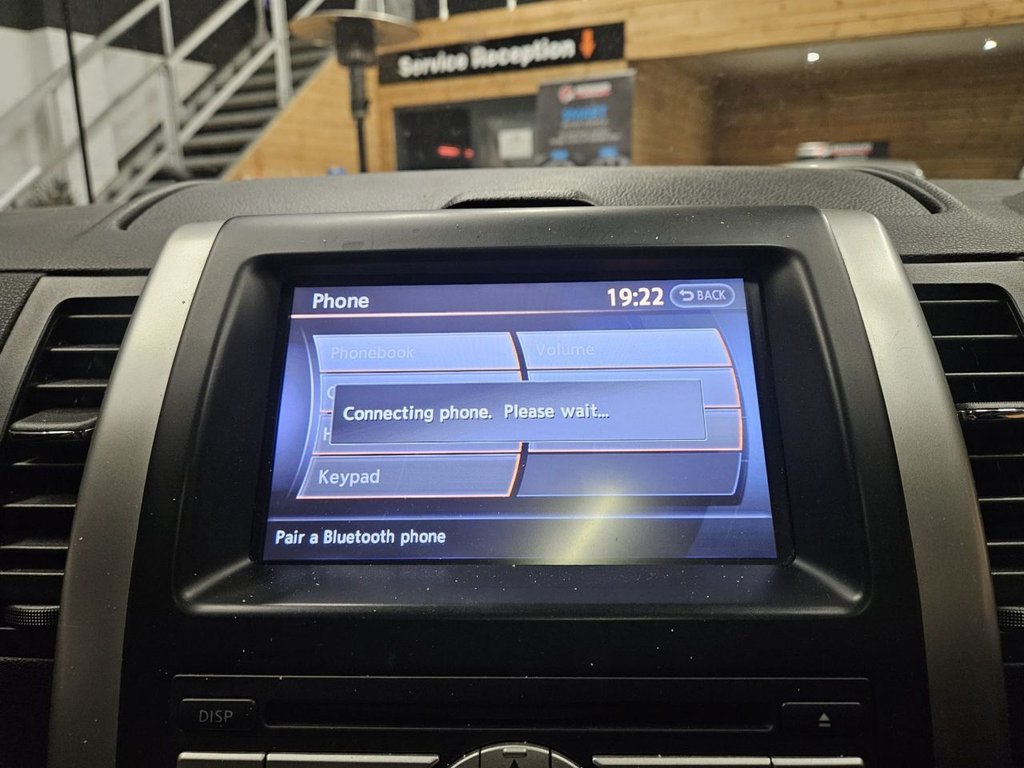 Service Reception
Phone
19:22
BACK
Phonebook
Volume
Connecting phone. Please wait...
Keypad
Pair a Bluetooth phone
DISP